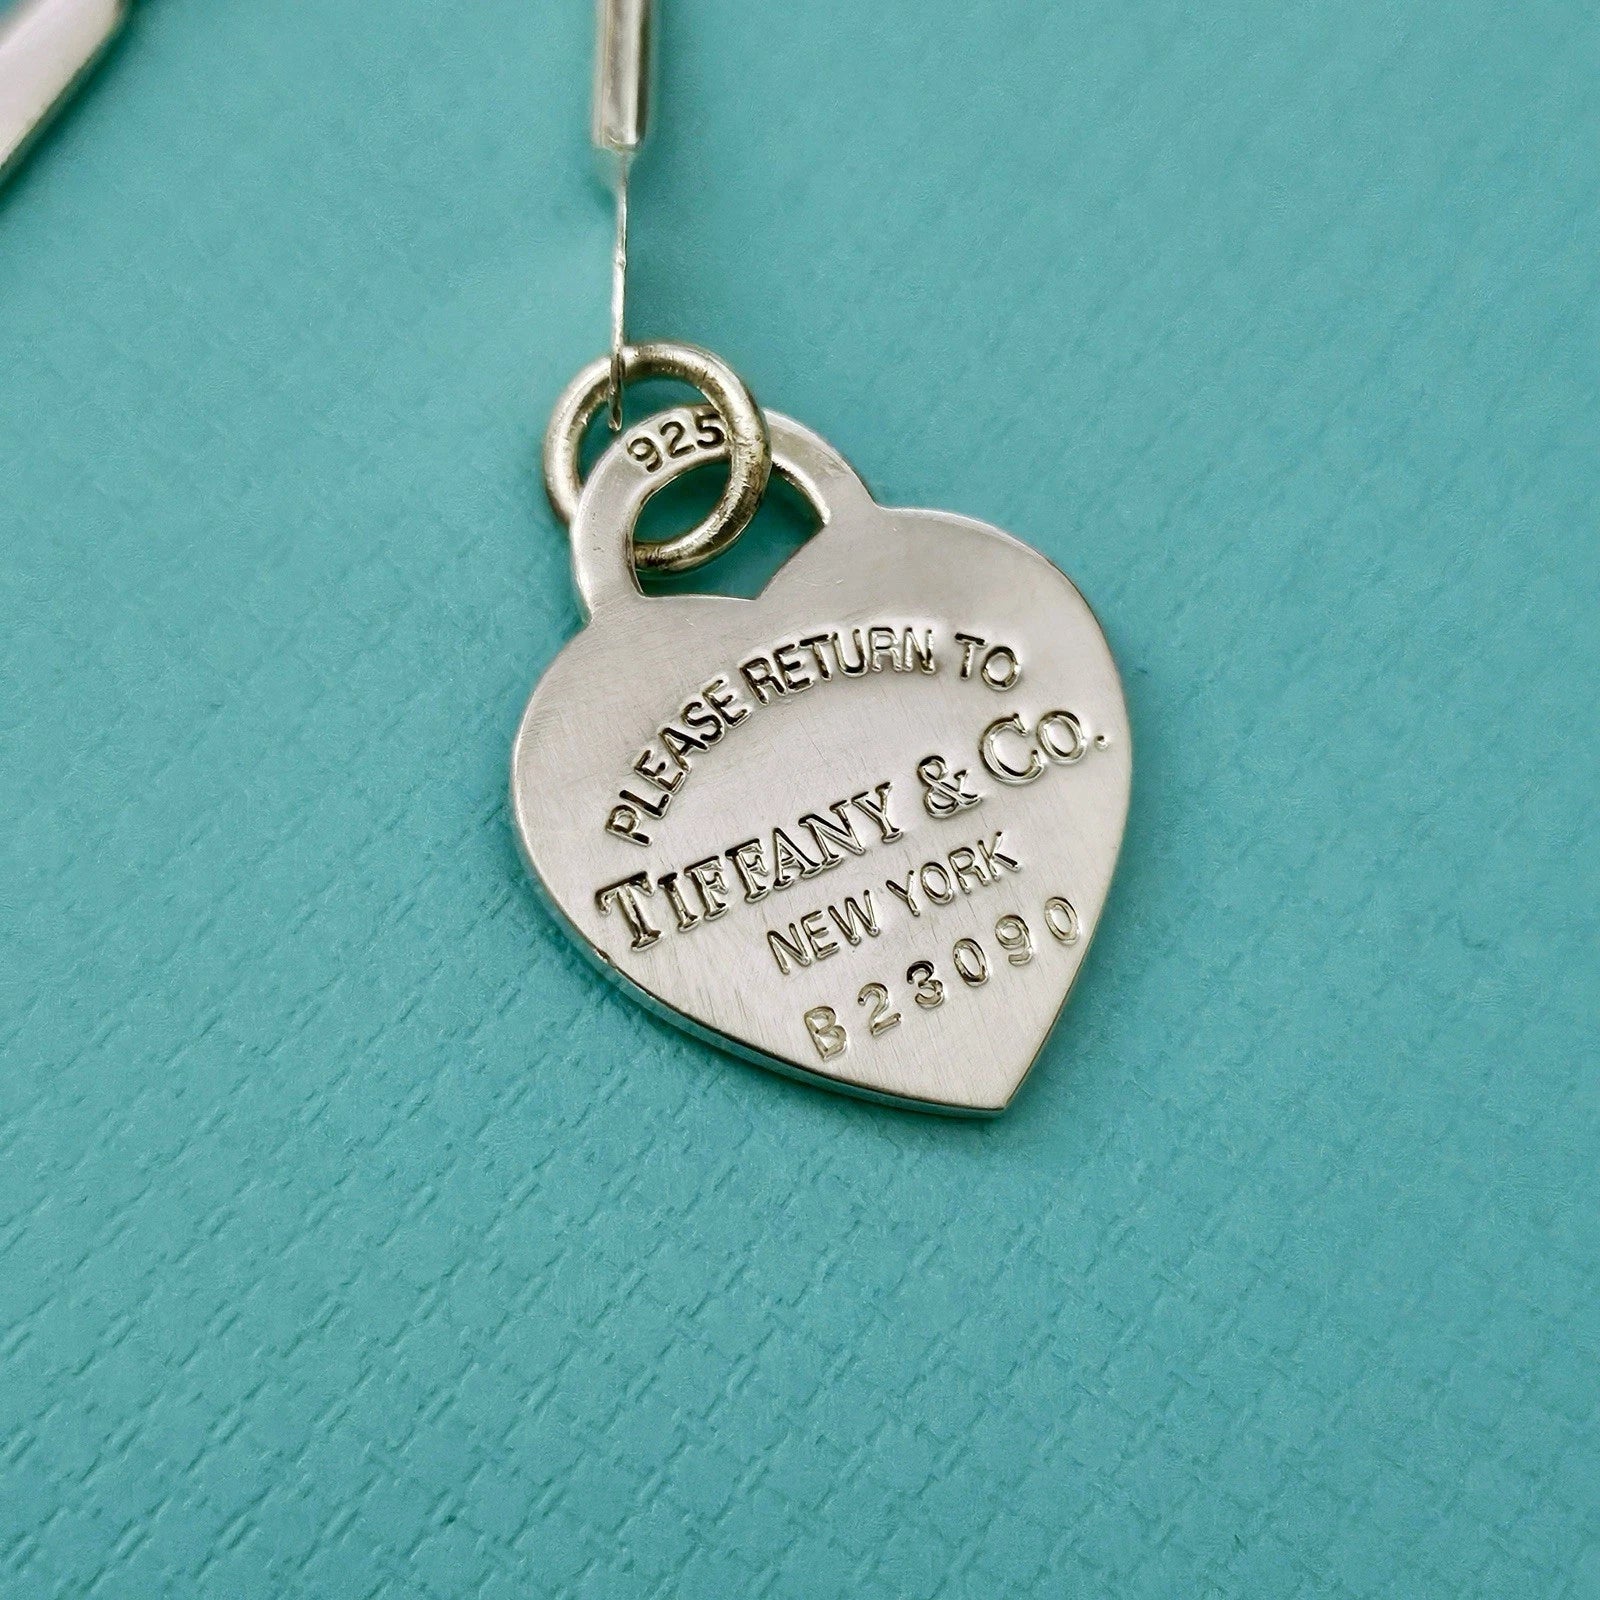 925
PLEASE RETURN TO
TIFFANY & CO.
NEW YORK
B23090